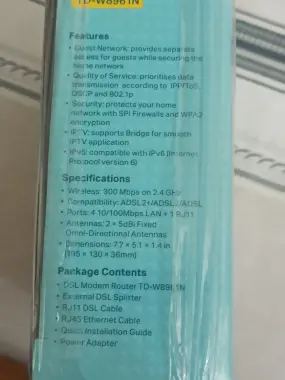 TD-W8961N
Features
• Guest Network: provides separate
access for guests while securing the
home network
• Quality of Service: prioritises data
transmission according to IPPToS,
DSCP and 802.1p
• Security: protects your home
network with SPI Firewalls and WPA2
encryption
• IPTV: supports Bridge for smooth
IPTV application
• IPv6: compatible with IPv6 (Internet
Protocol version 6)
Specifications
• Wireless: 300 Mbps on 2.4 GHz
• Compatibility: ADSL2+/ADSL2/ADSL
• Ports: 4 10/100Mbps LAN + 1 RJ11
• Antennas: 2 × 5dBi Fixed
Omni-Directional Antennas
• Dimensions: 7.7 × 5.1 × 1.4 in
(195 × 130 × 36mm)
Package Contents
• DSL Modem Router TD-W8961N
• External DSL Splitter
• RJ11 DSL Cable
• RJ45 Ethernet Cable
• Quick Installation Guide
• Power Adapter